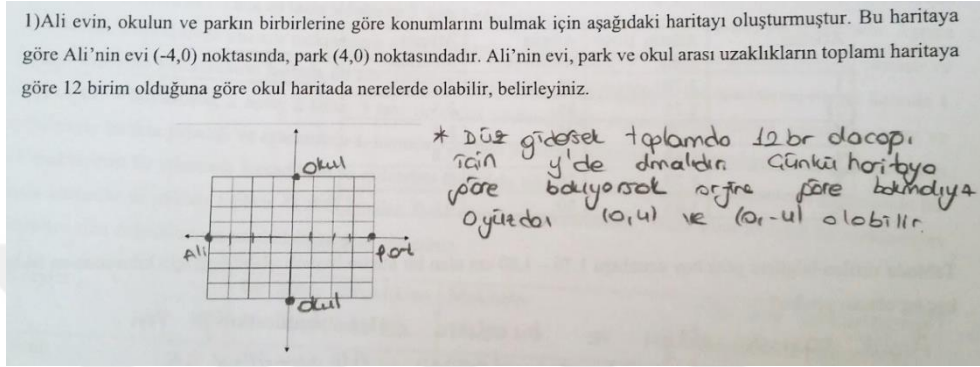 1)Ali evin, okulun ve parkın birbirlerine göre konumlarını bulmak için aşağıdaki haritayı oluşturmuştur. Bu haritaya
göre Ali'nin evi (-4,0) noktasında, park (4,0) noktasındadır. Ali'nin evi, park ve okul arası uzaklıkların toplamı haritaya
göre 12 birim olduğuna göre okul haritada nerelerde olabilir, belirleyiniz.
* Düz gidersek toplamda 12 br
için y'de olmalıdır. Çünkü haritaya
göre bakıyorsak göre bakmalıyız
O yüzden (0,4) ve (0,-4) olabilir.
okul
Ali
park
okul